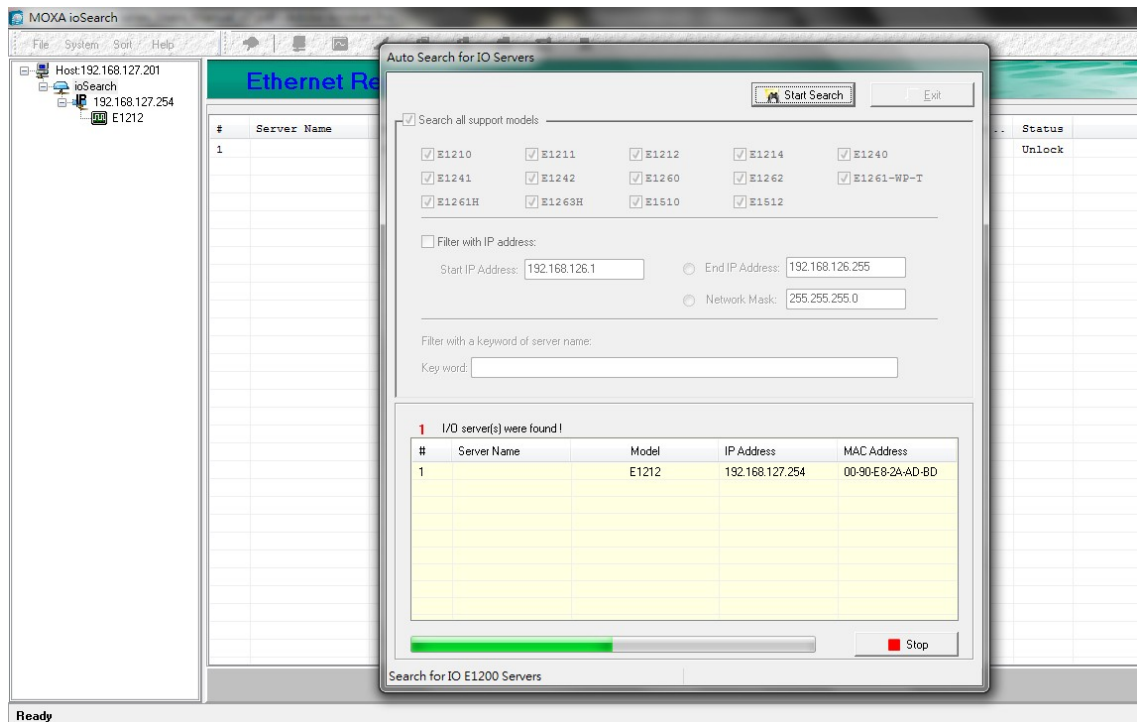 MOXA ioSearch
File System Sort Help
Host:192.168.127.201
ioSearch
192.168.127.254
E1212
Ethernet Re
# Server Name .. Status
1 Unlock
Auto Search for IO Servers
Start Search Exit
Search all support models
E1210 E1211 E1212 E1214 E1240
E1241 E1242 E1260 E1262 E1261-WP-T
E1261H E1263H E1510 E1512
Filter with IP address:
Start IP Address: 192.168.126.1 End IP Address: 192.168.126.255
Network Mask: 255.255.255.0
Filter with a keyword of server name:
Key word:
1 I/O server(s) were found !
# Server Name Model IP Address MAC Address
1 E1212 192.168.127.254 00-90-E8-2A-AD-BD
Stop
Search for IO E1200 Servers
Ready